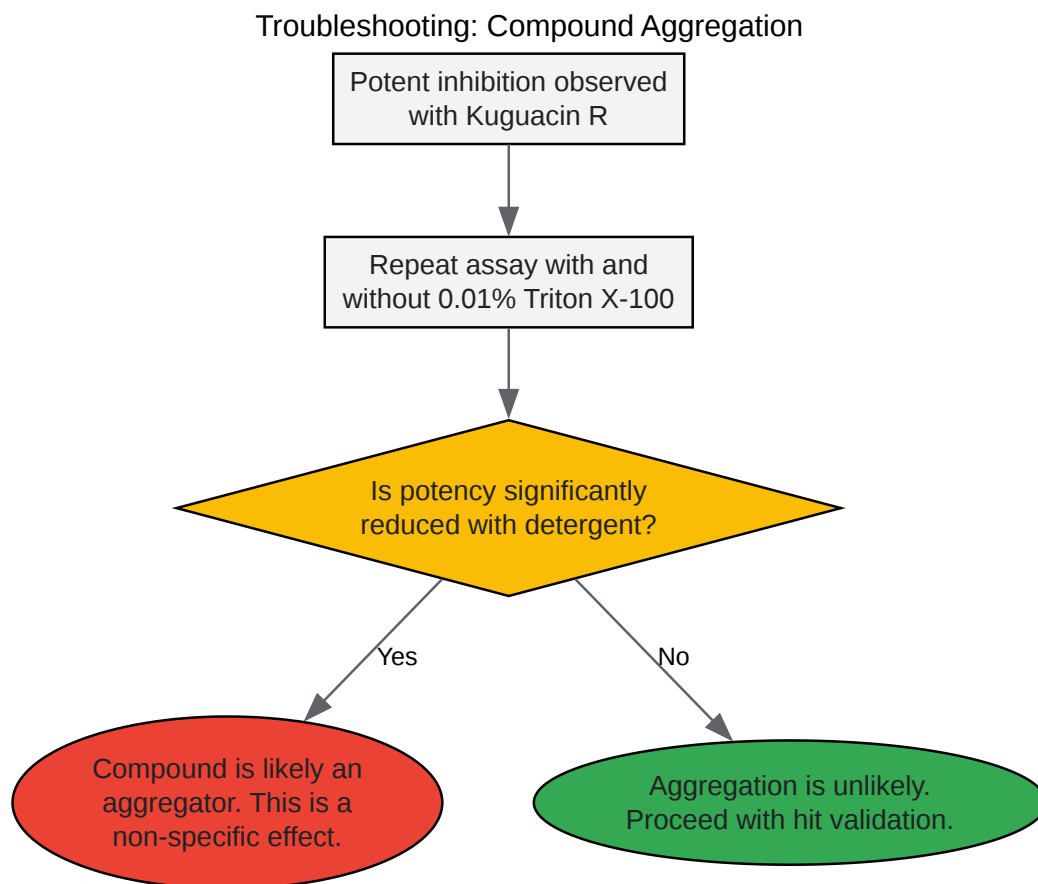 Troubleshooting: Compound Aggregation
Potent inhibition observed
with Kuguacin R
Repeat assay with and
without 0.01% Triton X-100
Is potency significantly
reduced with detergent?
Yes
No
Compound is likely an
aggregator. This is a
non-specific effect.
Aggregation is unlikely.
Proceed with hit validation.